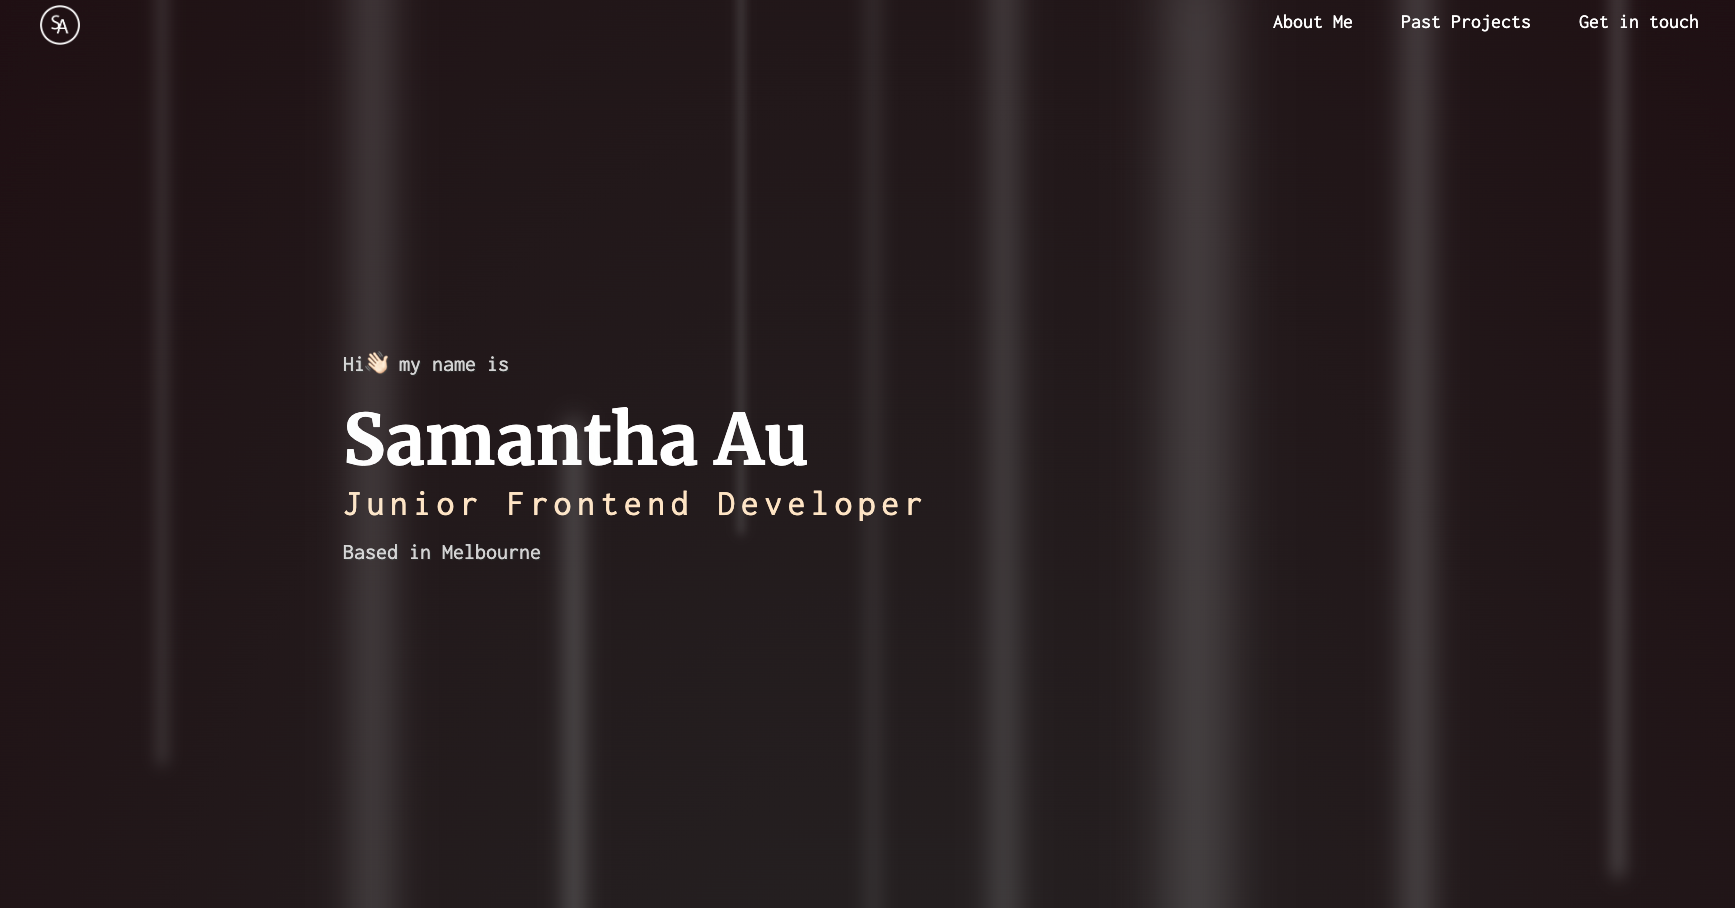 SA
About Me
Past Projects
Get in touch
Hi👋🏻 my name is
Samantha Au
Junior Frontend Developer
Based in Melbourne